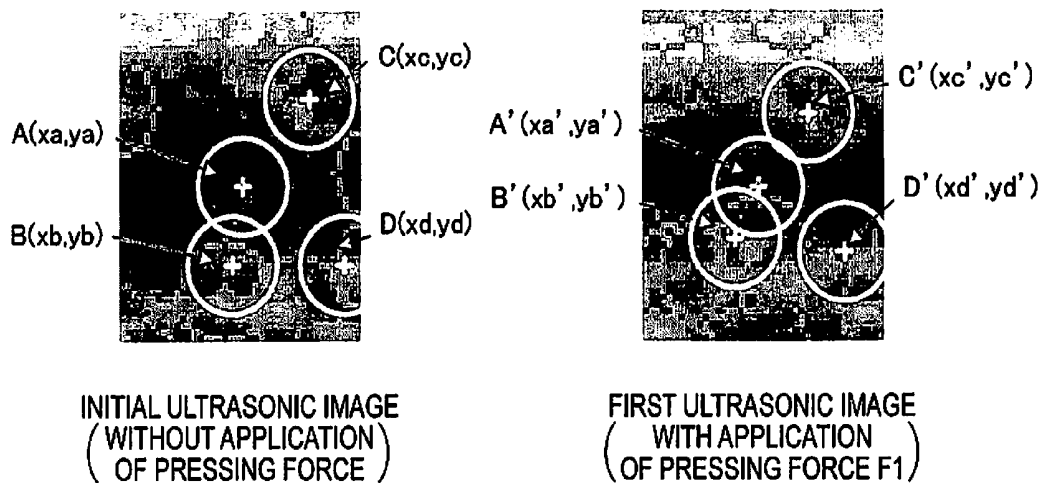 C(xc,yc)
A(xa,ya)
B(xb,yb)
D(xd,yd)
INITIAL ULTRASONIC IMAGE
(WITHOUT APPLICATION
OF PRESSING FORCE)
C'(xc',yc')
A'(xa',ya')
B'(xb',yb')
D'(xd',yd')
FIRST ULTRASONIC IMAGE
(WITH APPLICATION
OF PRESSING FORCE F1)